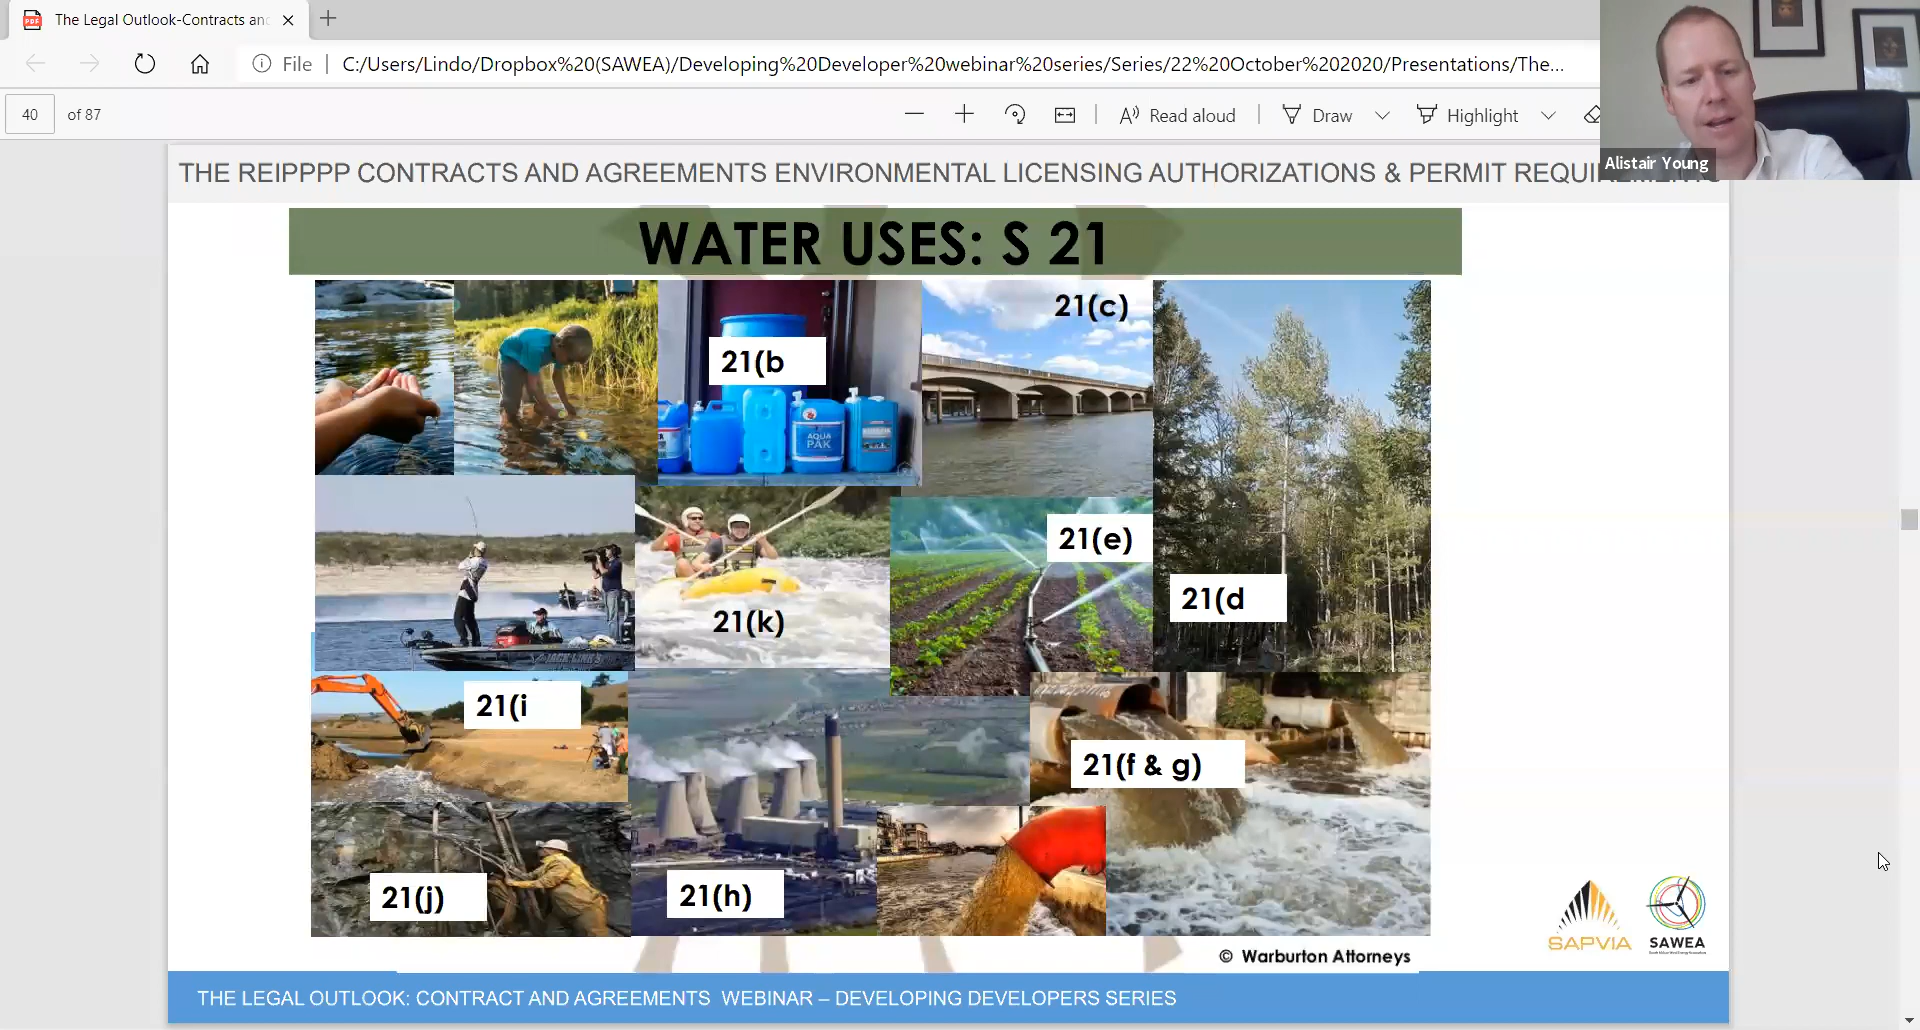 The Legal Outlook-Contracts and
File
C:/Users/Lindo/Dropbox%20(SAWEA)/Developing%20Developer%20webinar%20series/Series/22%20October%202020/Presentations/The...
40 of 87
Read aloud
Draw
Highlight
Alistair Young
THE REIPPPP CONTRACTS AND AGREEMENTS ENVIRONMENTAL LICENSING AUTHORIZATIONS & PERMIT REQUIREMENTS
WATER USES: S 21
21(b
21(c)
AQUA
PAK
21(e)
21(d
21(k)
21(i
21(f & g)
21(j)
21(h)
SAPVIA
SAWEA
© Warburton Attorneys
THE LEGAL OUTLOOK: CONTRACT AND AGREEMENTS WEBINAR – DEVELOPING DEVELOPERS SERIES